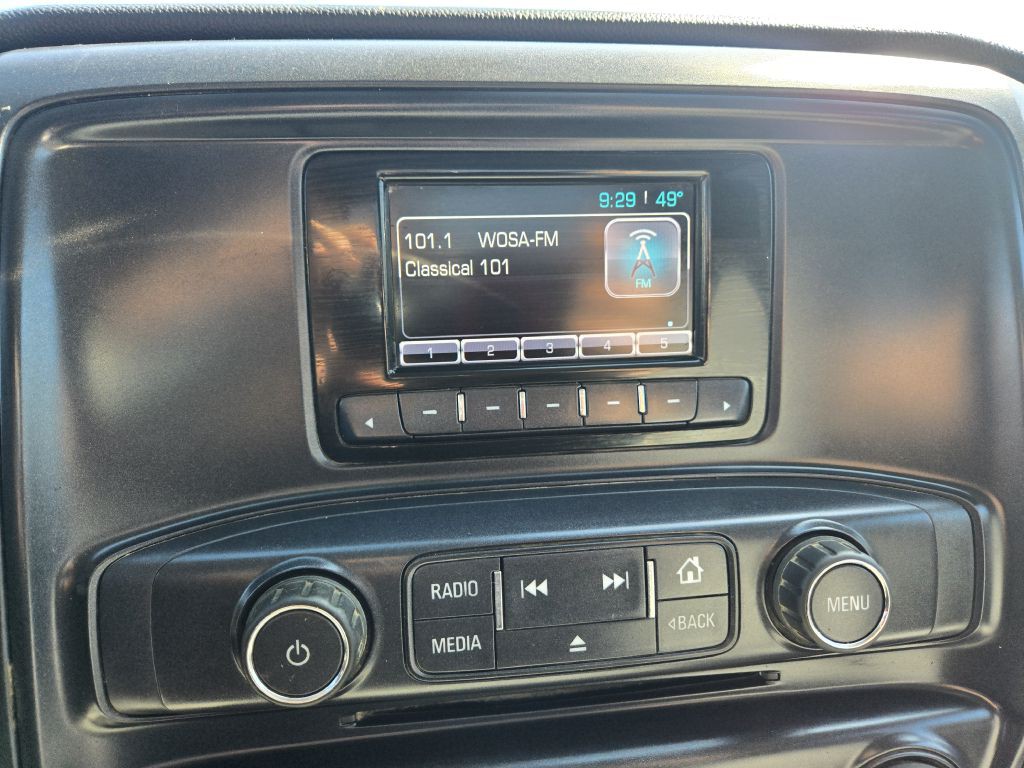 9:29 49°
101.1 WOSA-FM
Classical 101
FM
1 2 3 4 5
RADIO
MEDIA
BACK
MENU